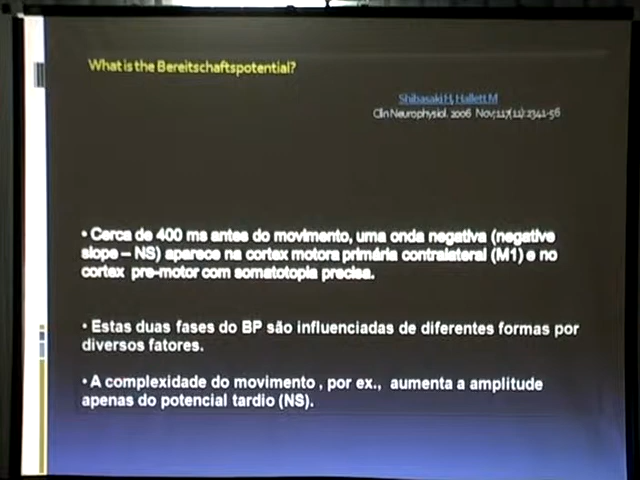 What is the Bereitschaftspotential?
Shibasaki H, Hallett M
Clin Neurophysiol. 2006 Nov;117(11):2341-56
• Cerca de 400 ms antes do movimento, uma onda negativa (negative
slope – NS) aparece na cortex motora primária contralateral (M1) e no
cortex pre-motor com somatotopia precisa.
• Estas duas fases do BP são influenciadas de diferentes formas por
diversos fatores.
• A complexidade do movimento , por ex., aumenta a amplitude
apenas do potencial tardio (NS).